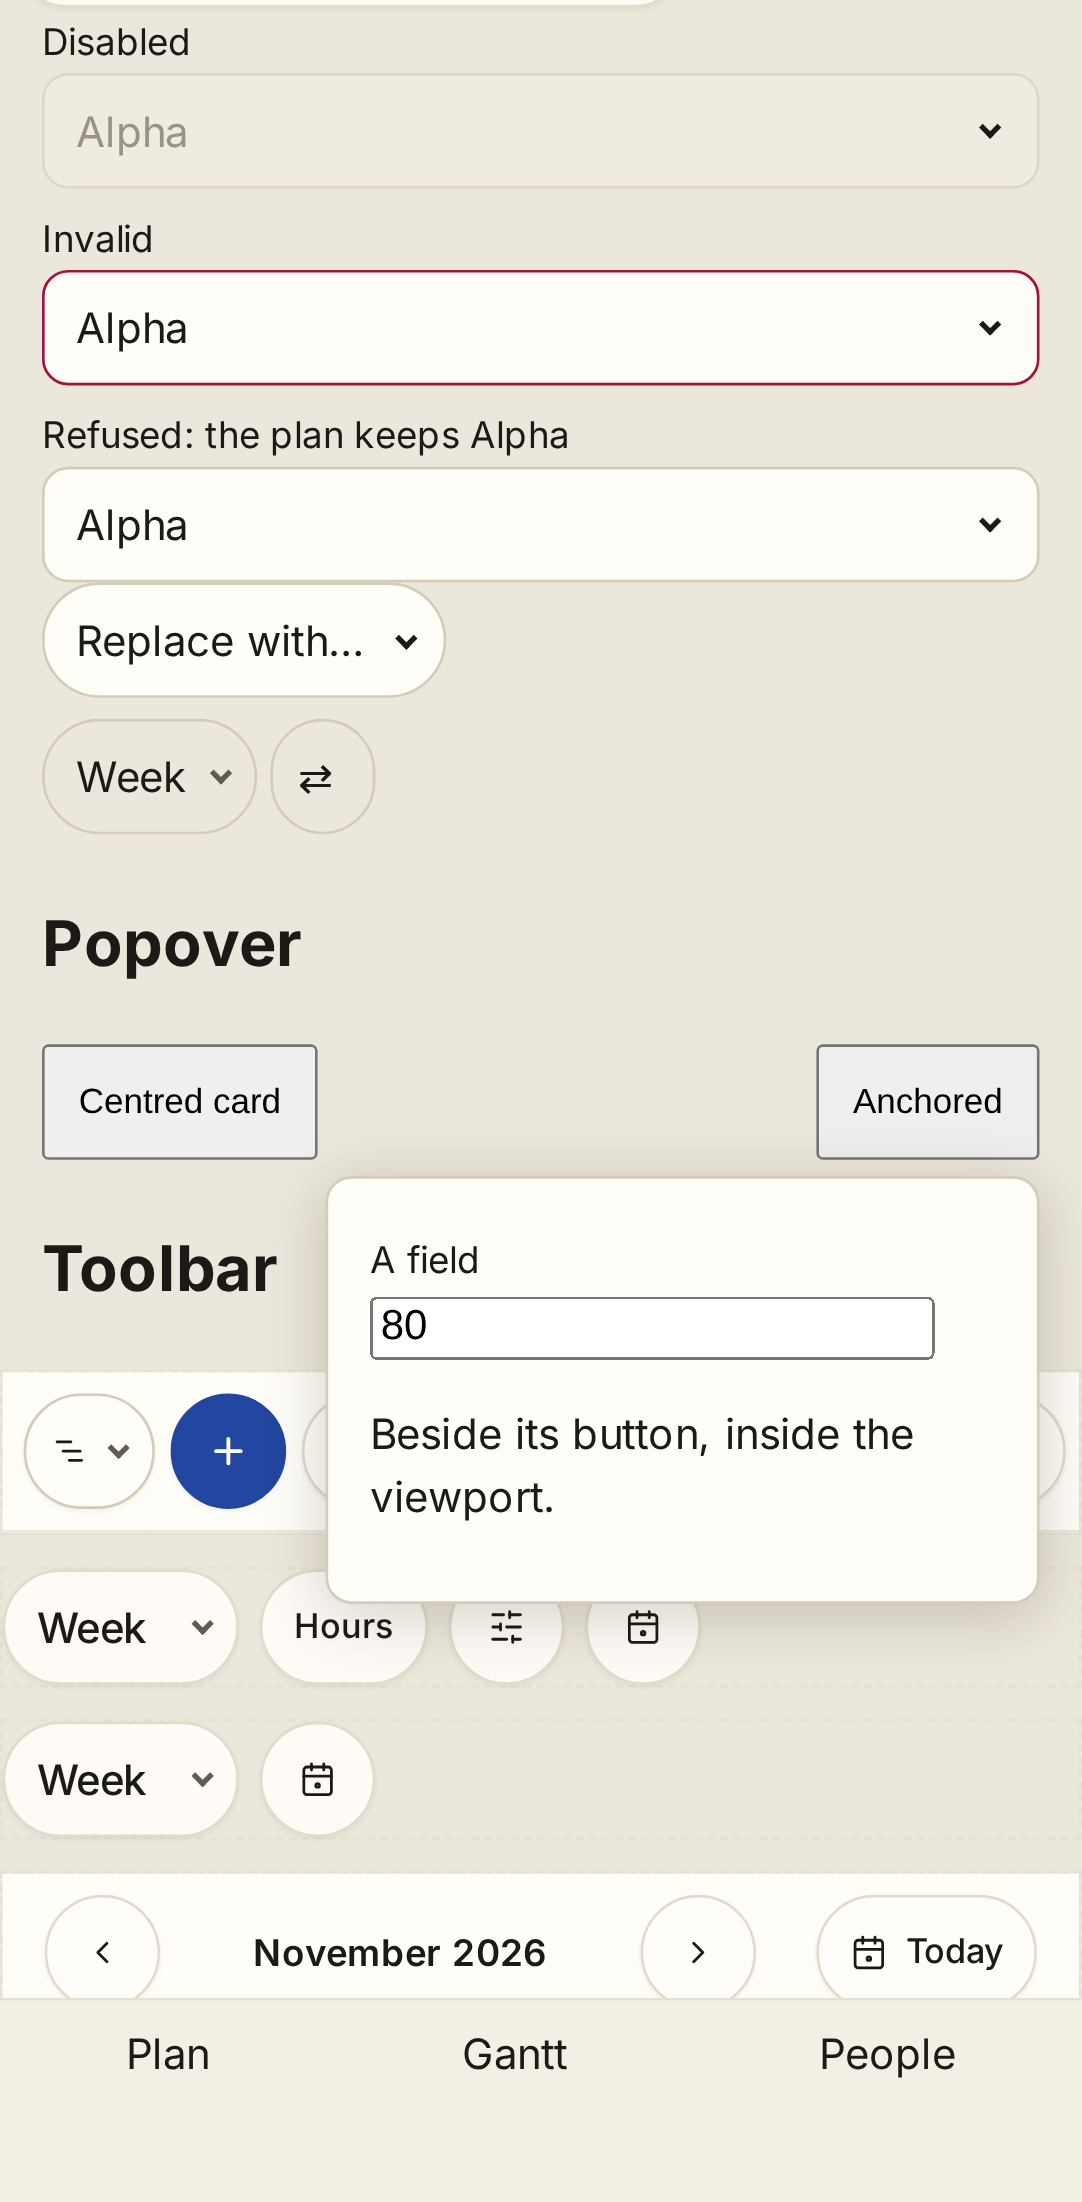 Disabled
Alpha
Invalid
Alpha
Refused: the plan keeps Alpha
Alpha
Replace with...
Week
Popover
Centred card
Anchored
Toolbar
A field
80
Beside its button, inside the
viewport.
Week
Hours
Week
November 2026
Today
Plan
Gantt
People